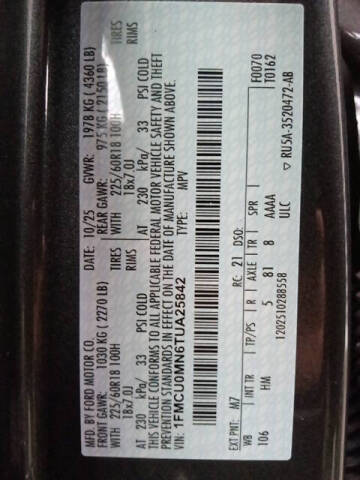 MFD. BY FORD MOTOR CO.
DATE: 10/25 GVWR: 1978 KG ( 4360 LB)
FRONT GAWR: 1030 KG ( 2270 LB) REAR GAWR: 975 KG ( 2150 LB)
WITH 225/60R18 100H TIRES WITH 225/60R18 100H TIRES
18x7.0J RIMS 18x7.0J RIMS
AT 230 kPa/ 33 PSI COLD AT 230 kPa/ 33 PSI COLD
THIS VEHICLE CONFORMS TO ALL APPLICABLE FEDERAL MOTOR VEHICLE SAFETY AND THEFT PREVENTION
STANDARDS IN EFFECT ON THE DATE OF MANUFACTURE SHOWN ABOVE.
VIN: 1FMCU0MN6TUA25842 TYPE: MPV
F0070
T0162
EXT PNT: M7 RC: 21 DSO:
WB INT TR TP/PS R AXLE TR SPR
106 HM 5 81 8 AAAA
ULC
1202510288558 ▽ RU5A-3520472-AB